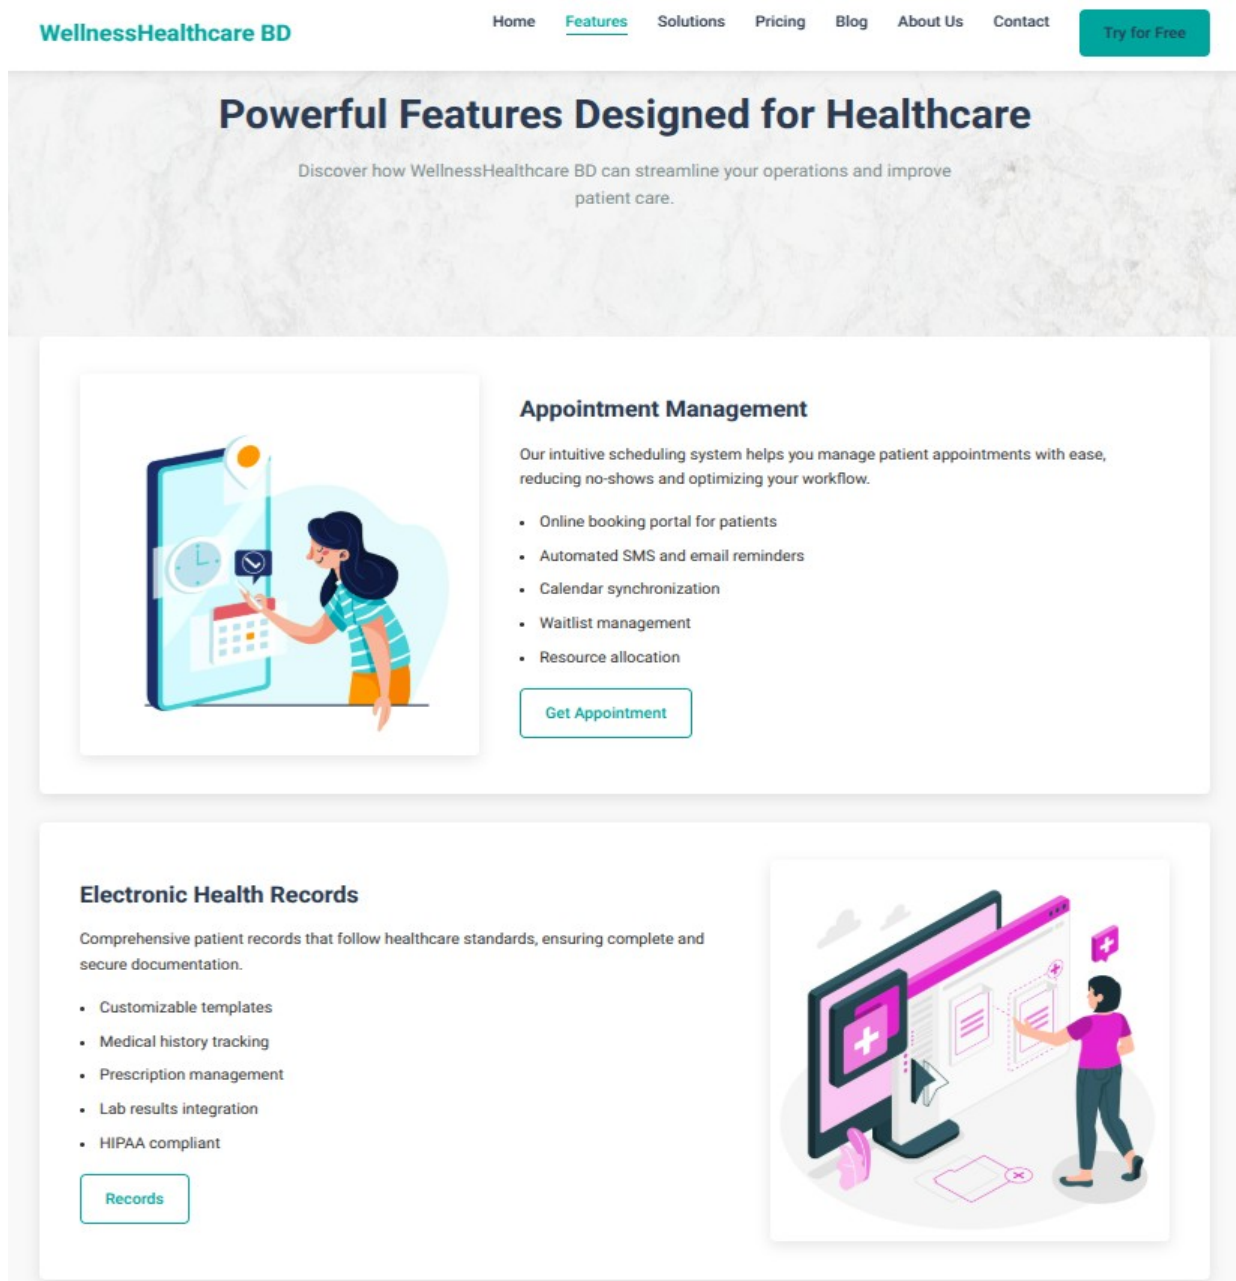 WellnessHealthcare BD
Home Features Solutions Pricing Blog About Us Contact Try for Free
Powerful Features Designed for Healthcare
Discover how WellnessHealthcare BD can streamline your operations and improve
patient care.
Appointment Management
Our intuitive scheduling system helps you manage patient appointments with ease,
reducing no-shows and optimizing your workflow.
• Online booking portal for patients
• Automated SMS and email reminders
• Calendar synchronization
• Waitlist management
• Resource allocation
Get Appointment
Electronic Health Records
Comprehensive patient records that follow healthcare standards, ensuring complete and
secure documentation.
• Customizable templates
• Medical history tracking
• Prescription management
• Lab results integration
• HIPAA compliant
Records